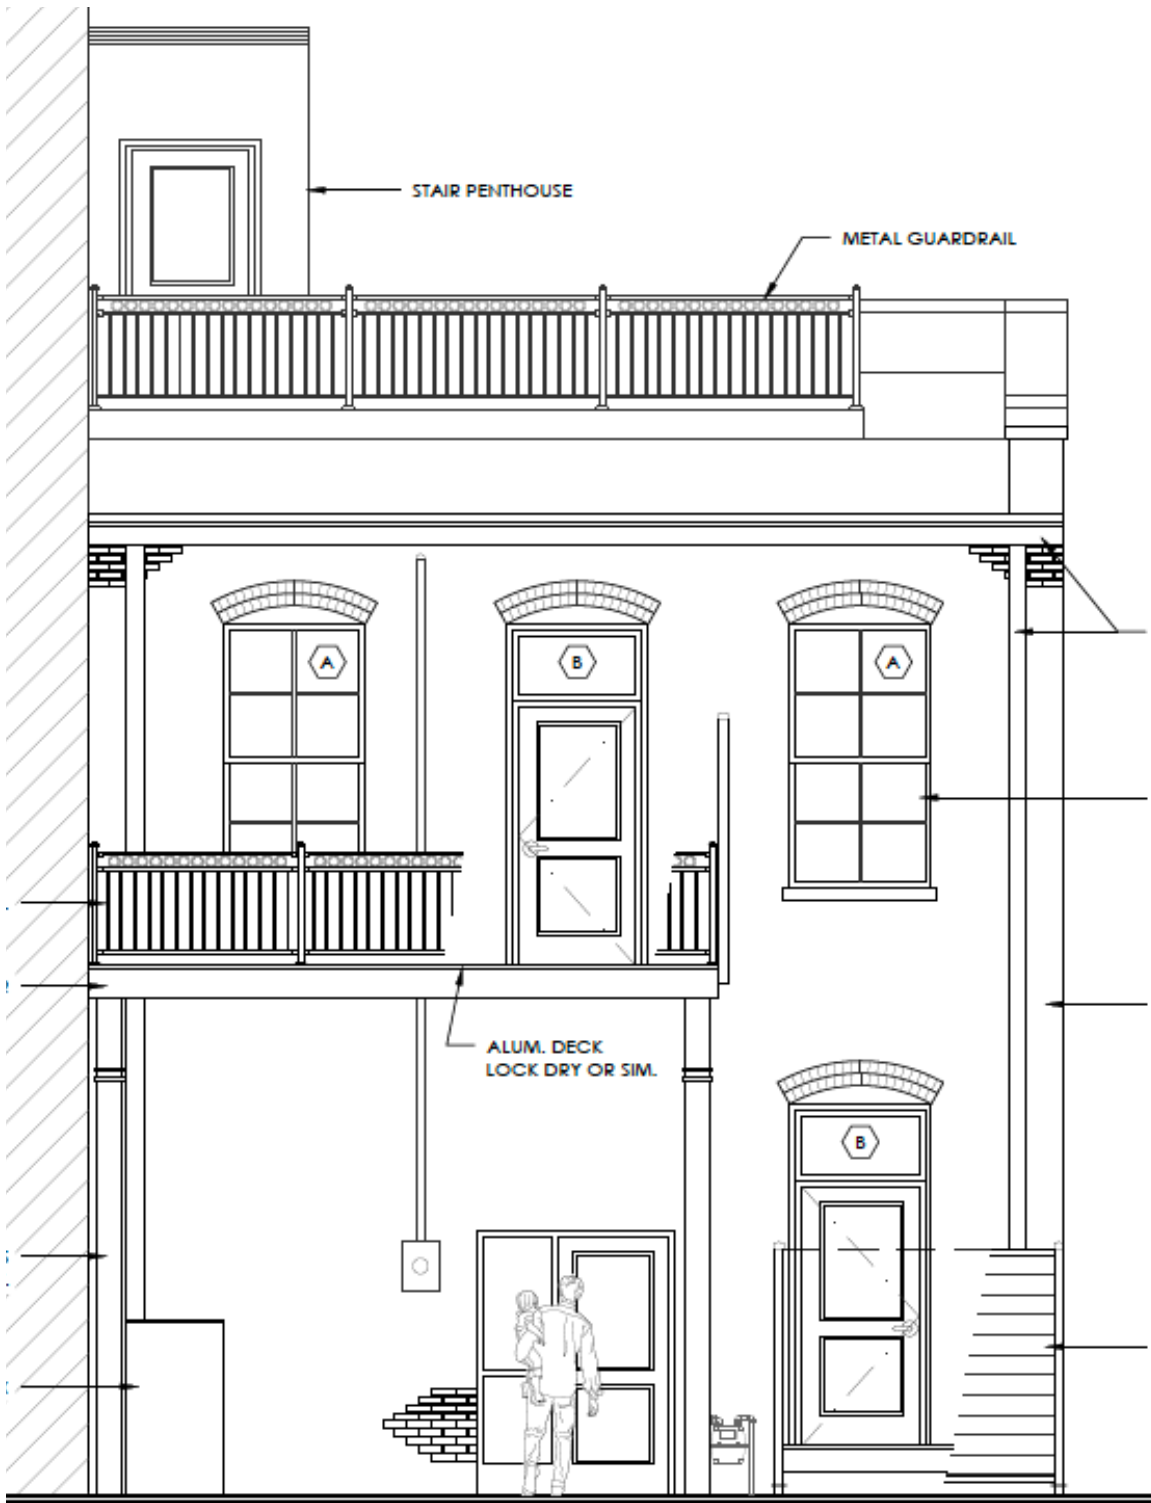 STAIR PENTHOUSE
METAL GUARDRAIL
A
B
A
ALUM. DECK
LOCK DRY OR SIM.
B